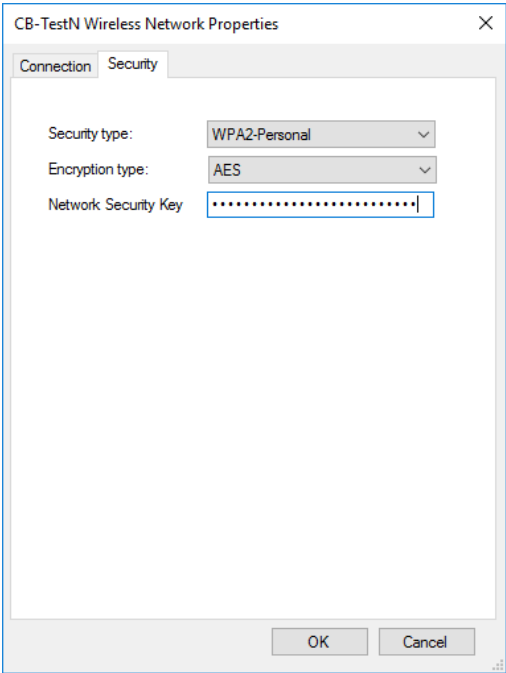 CB-TestN Wireless Network Properties
Connection Security
Security type: WPA2-Personal
Encryption type: AES
Network Security Key ••••••••••••••••••••••••••
OK Cancel